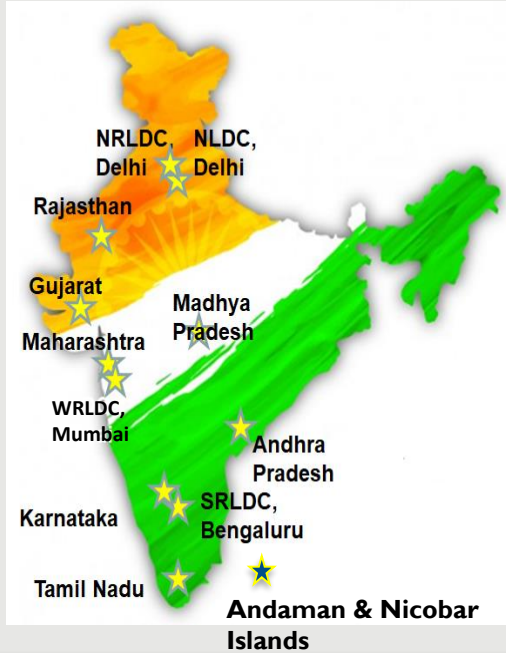 NRLDC,
Delhi
NLDC,
Delhi
Rajasthan
Gujarat
Madhya
Pradesh
Maharashtra
WRLDC,
Mumbai
Andhra
Pradesh
SRLDC,
Bengaluru
Karnataka
Tamil Nadu
Andaman & Nicobar
Islands